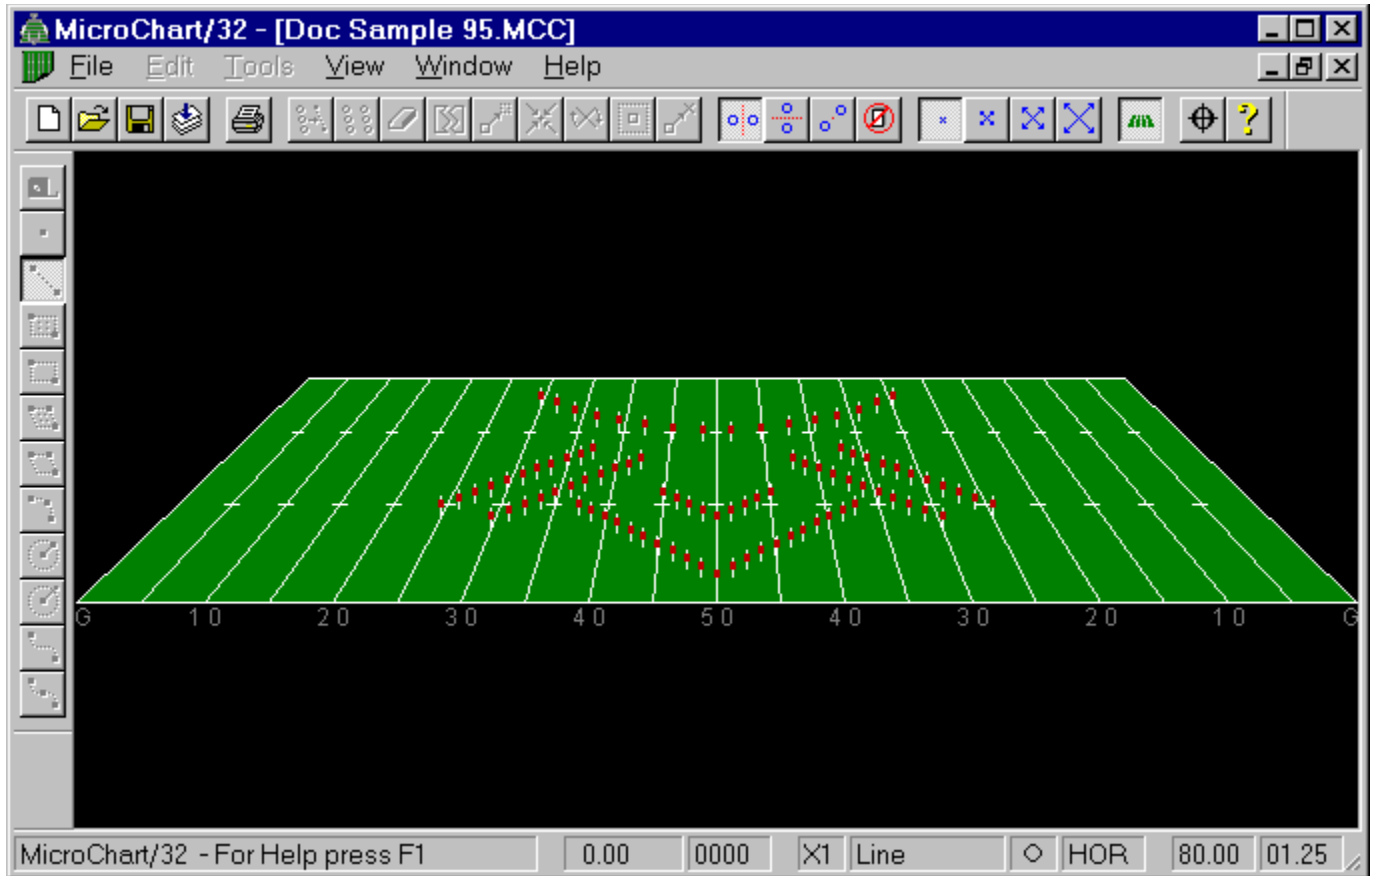 MicroChart/32 - [Doc Sample 95.MCC]
File Edit Tools View Window Help
G 10 20 30 40 50 40 30 20 10 G
MicroChart/32 - For Help press F1 0.00 0000 X1 Line HOR 80.00 01.25